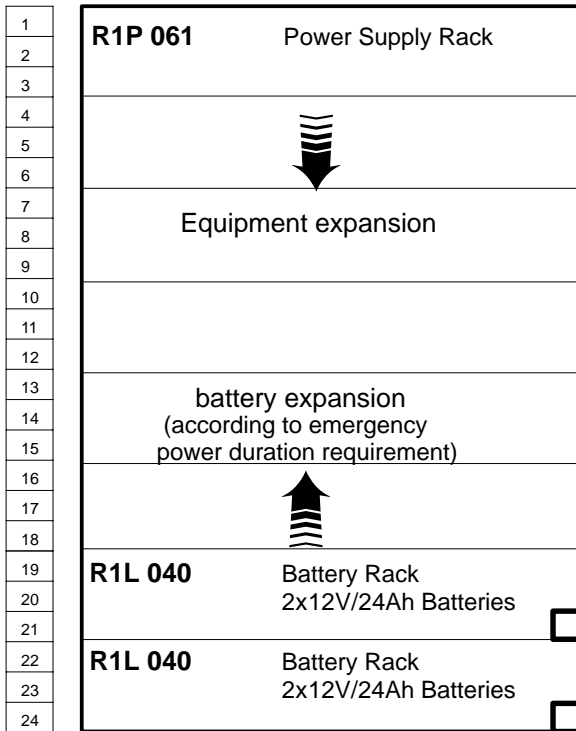 1
R1P 061 Power Supply Rack
2
3
4
5
6
7
Equipment expansion
8
9
10
11
12
13
battery expansion
14
(according to emergency
15
power duration requirement)
16
17
18
19
R1L 040 Battery Rack
20
2x12V/24Ah Batteries
21
22
R1L 040 Battery Rack
23
2x12V/24Ah Batteries
24